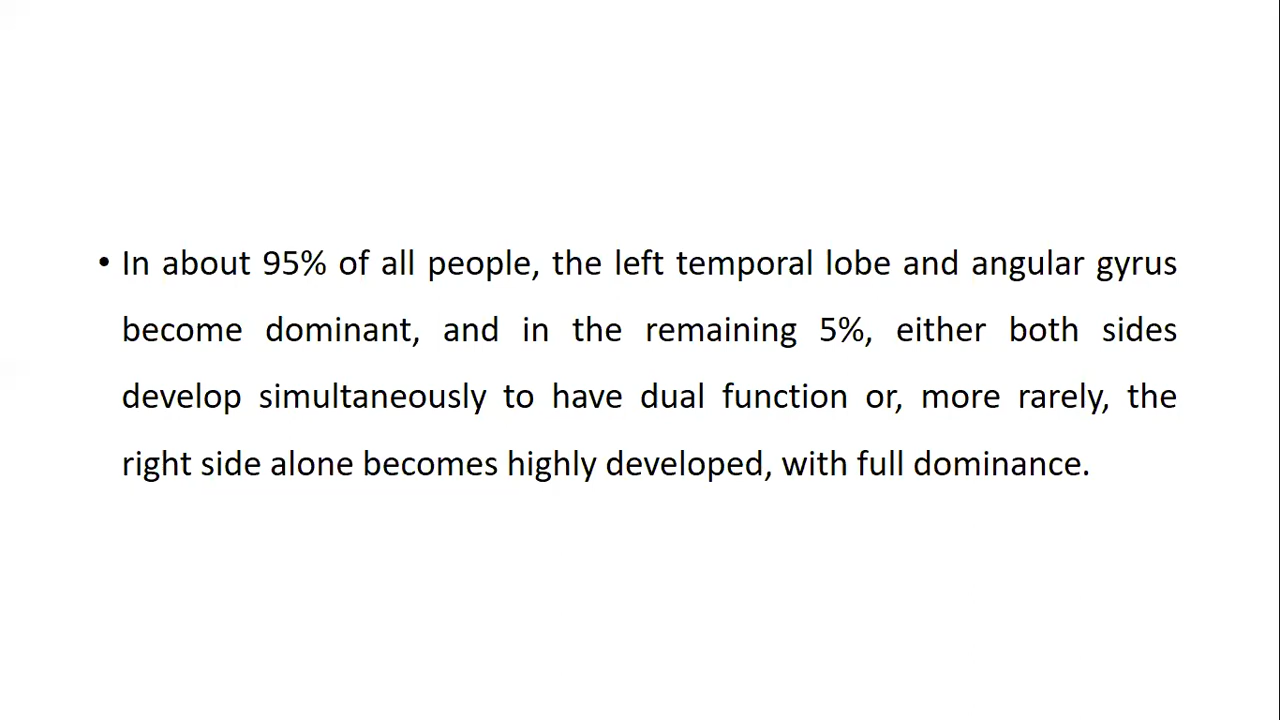 • In about 95% of all people, the left temporal lobe and angular gyrus
become dominant, and in the remaining 5%, either both sides
develop simultaneously to have dual function or, more rarely, the
right side alone becomes highly developed, with full dominance.